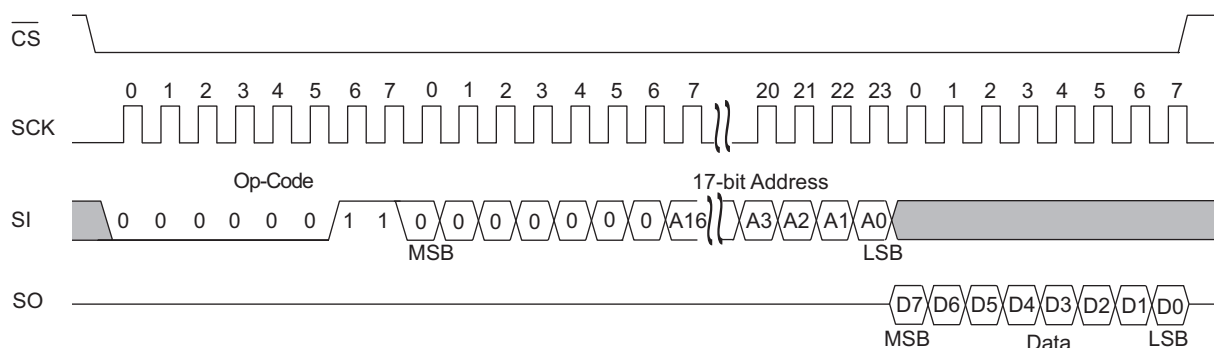 CS
0 1 2 3 4 5 6 7 0 1 2 3 4 5 6 7 20 21 22 23 0 1 2 3 4 5 6 7
SCK
Op-Code 17-bit Address
SI 0 0 0 0 0 0 1 1 0 0 0 0 0 0 0 A16 A3 A2 A1 A0
MSB LSB
SO D7 D6 D5 D4 D3 D2 D1 D0
MSB Data LSB